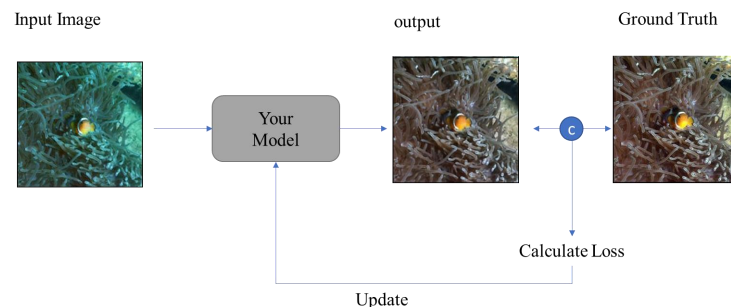 Input Image
output
Ground Truth
Your
Model
C
Calculate Loss
Update